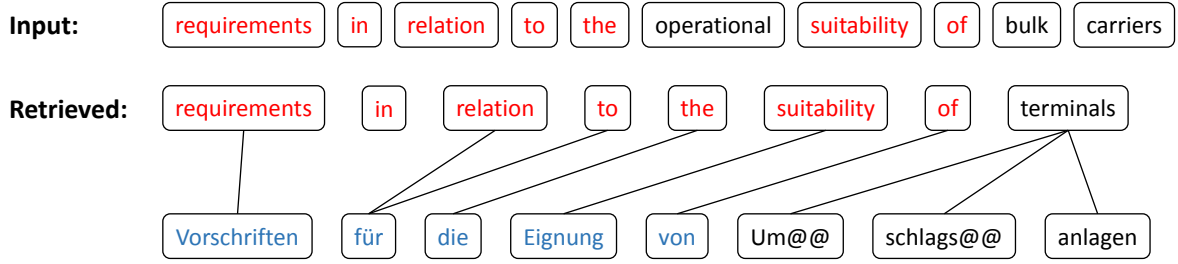 Input: requirements in relation to the operational suitability of bulk carriers
Retrieved: requirements in relation to the suitability of terminals
Vorschriften für die Eignung von Um@@ schlags@@ anlagen